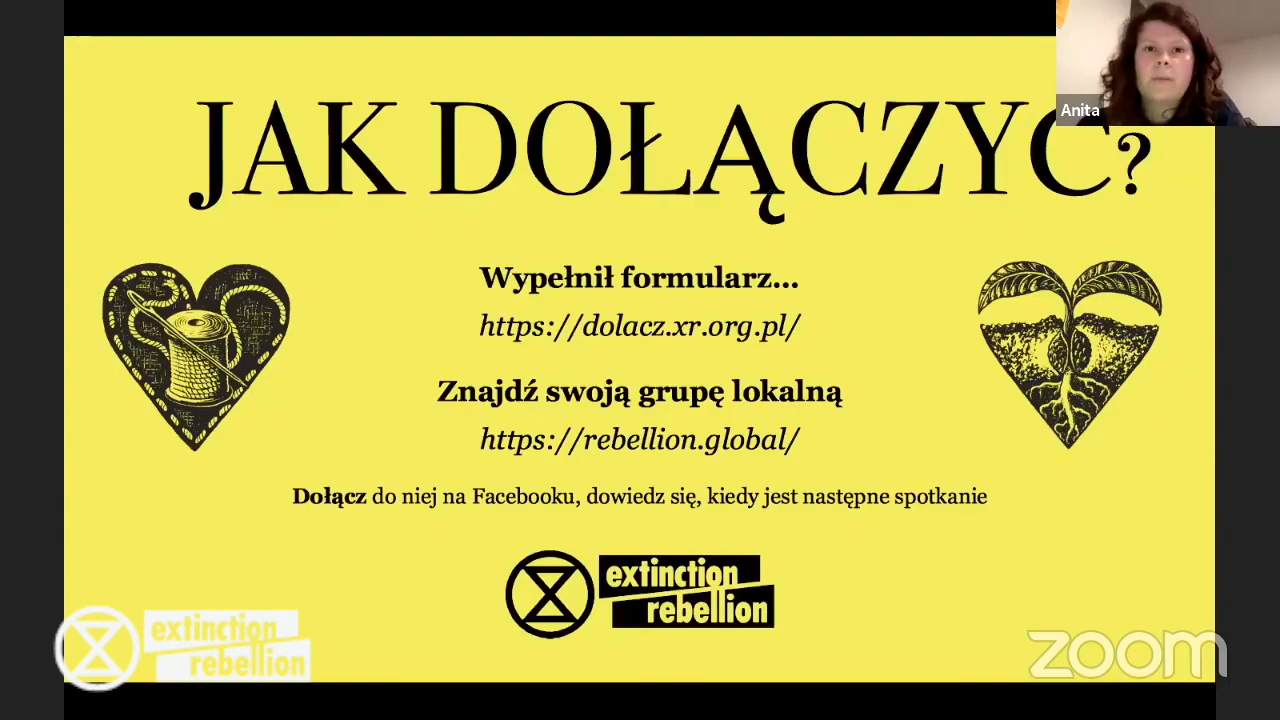 JAK DOŁĄCZYC?
Anita
Wypełnił formularz...
https://dolacz.xr.org.pl/
Znajdź swoją grupę lokalną
https://rebellion.global/
Dołącz do niej na Facebooku, dowiedz się, kiedy jest następne spotkanie
extinction
rebellion
extinction
rebellion
zoom